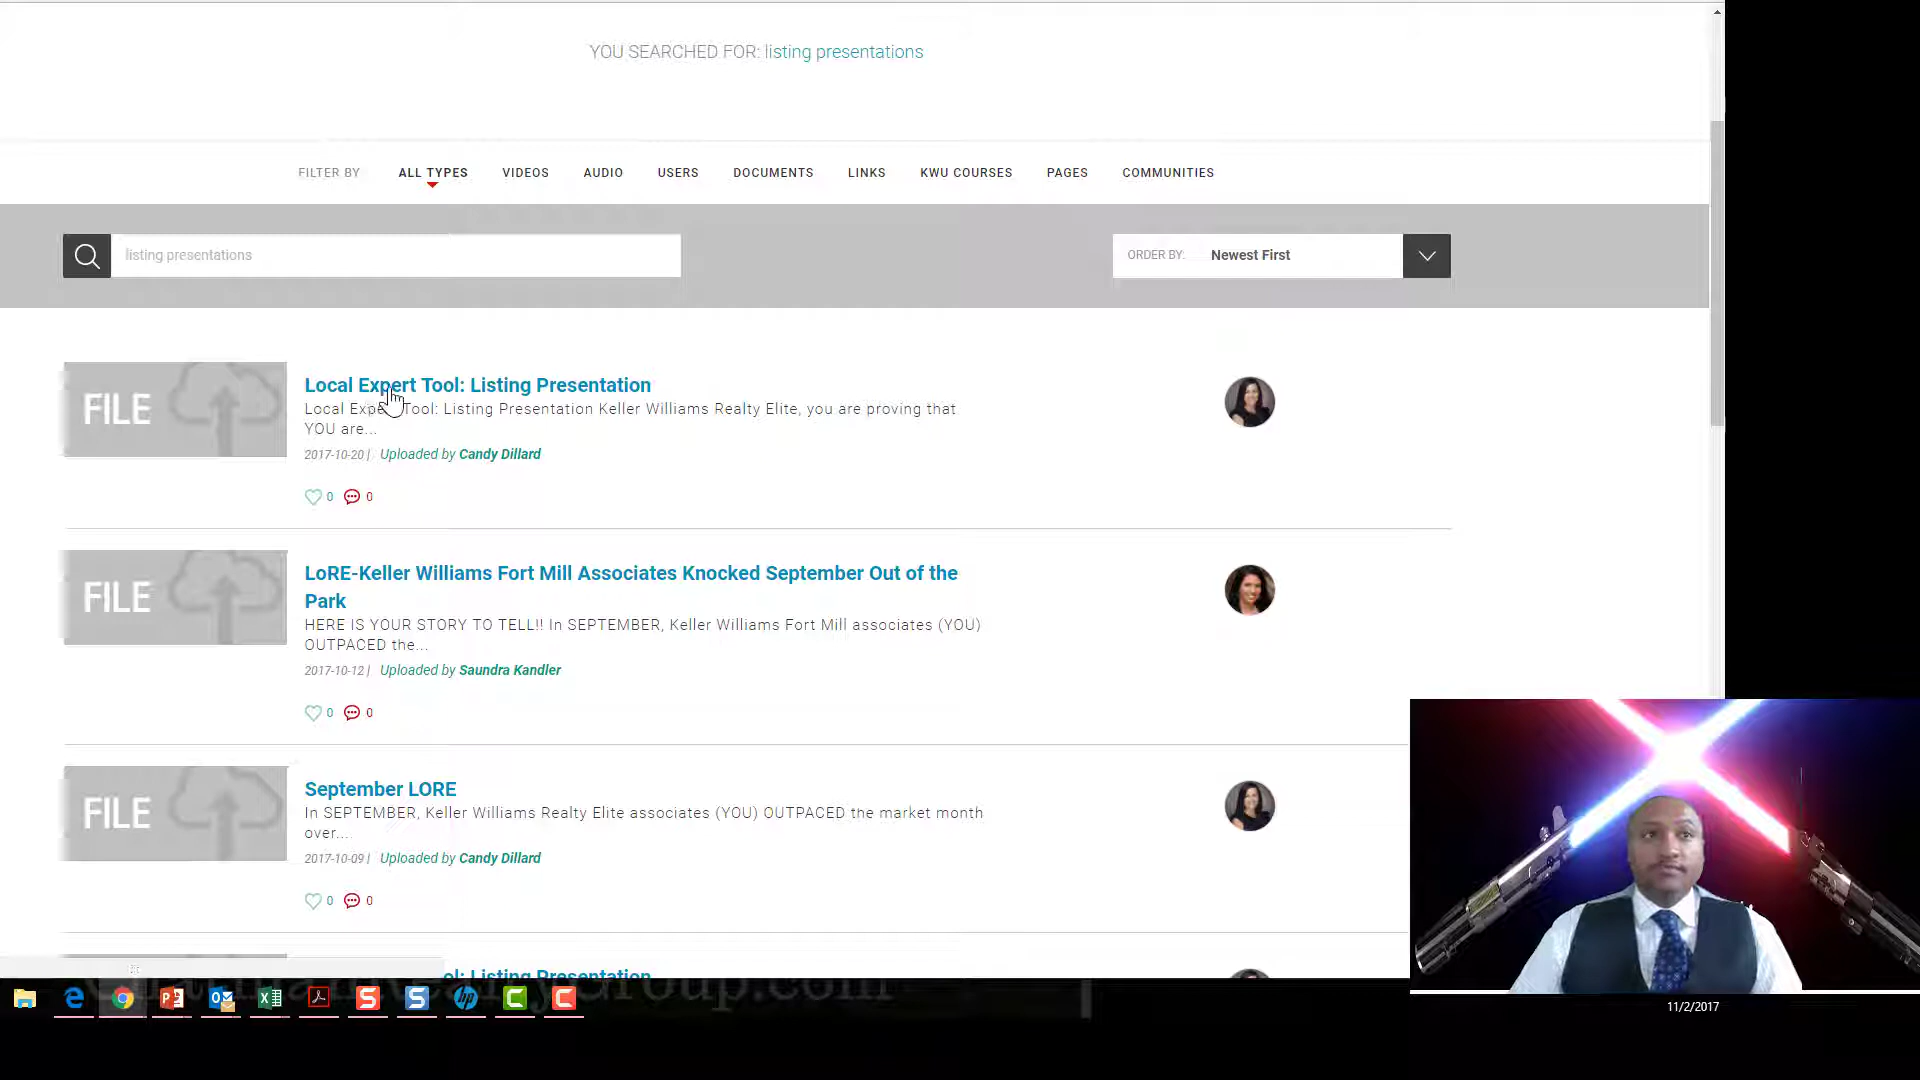 YOU SEARCHED FOR: listing presentations
FILTER BY ALL TYPES VIDEOS AUDIO USERS DOCUMENTS LINKS KWU COURSES PAGES COMMUNITIES
listing presentations
ORDER BY: Newest First
FILE
Local Expert Tool: Listing Presentation
Local Expert Tool: Listing Presentation Keller Williams Realty Elite, you are proving that
YOU are...
2017-10-20 | Uploaded by Candy Dillard
0 0
FILE
LoRE-Keller Williams Fort Mill Associates Knocked September Out of the
Park
HERE IS YOUR STORY TO TELL!! In SEPTEMBER, Keller Williams Fort Mill associates (YOU)
OUTPACED the...
2017-10-12 | Uploaded by Saundra Kandler
0 0
FILE
September LORE
In SEPTEMBER, Keller Williams Realty Elite associates (YOU) OUTPACED the market month
over....
2017-10-09 | Uploaded by Candy Dillard
0 0
ol: Listing Presentation
11/2/2017